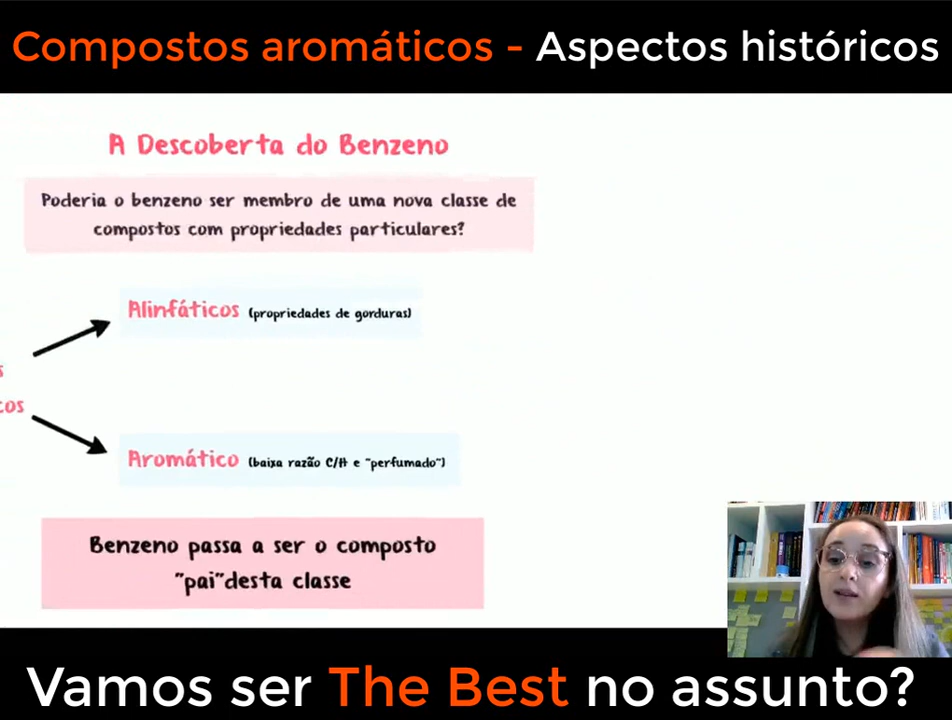 Compostos aromáticos - Aspectos históricos
A Descoberta do Benzeno
Poderia o benzeno ser membro de uma nova classe de
compostos com propriedades particulares?
Alinfáticos (propriedades de gorduras)
s
cos
Aromático (baixa razão C/H e "perfumado")
Benzeno passa a ser o composto
"pai"desta classe
Vamos ser The Best no assunto?